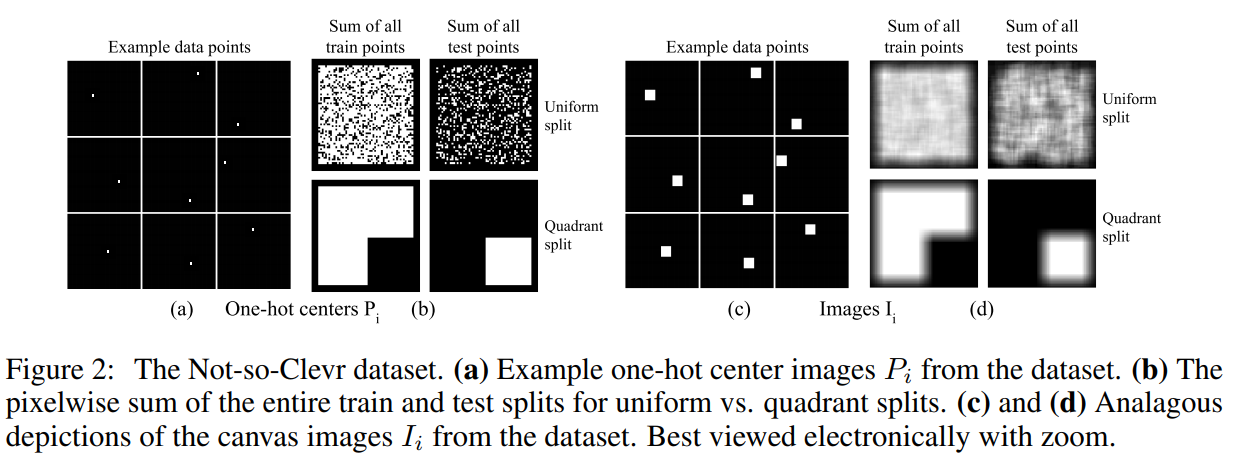 Example data points
Sum of all
train points
Sum of all
test points
Uniform
split
Quadrant
split
(a) One-hot centers P_i (b)
Example data points
Sum of all
train points
Sum of all
test points
Uniform
split
Quadrant
split
(c) Images I_i (d)
Figure 2: The Not-so-Clevr dataset. (a) Example one-hot center images P_i from the dataset. (b) The
pixelwise sum of the entire train and test splits for uniform vs. quadrant splits. (c) and (d) Analagous
depictions of the canvas images I_i from the dataset. Best viewed electronically with zoom.